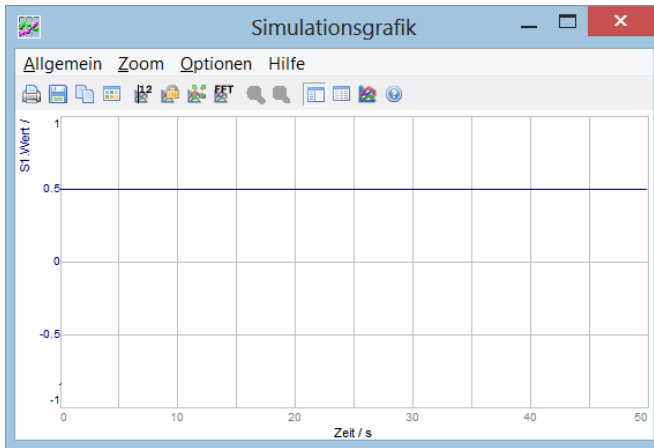 Simulationsgrafik
Allgemein Zoom Optionen Hilfe
12 FFT
S1.Wert /
1
0.5
0
-0.5
-1
0 10 20 30 40 50
Zeit / s